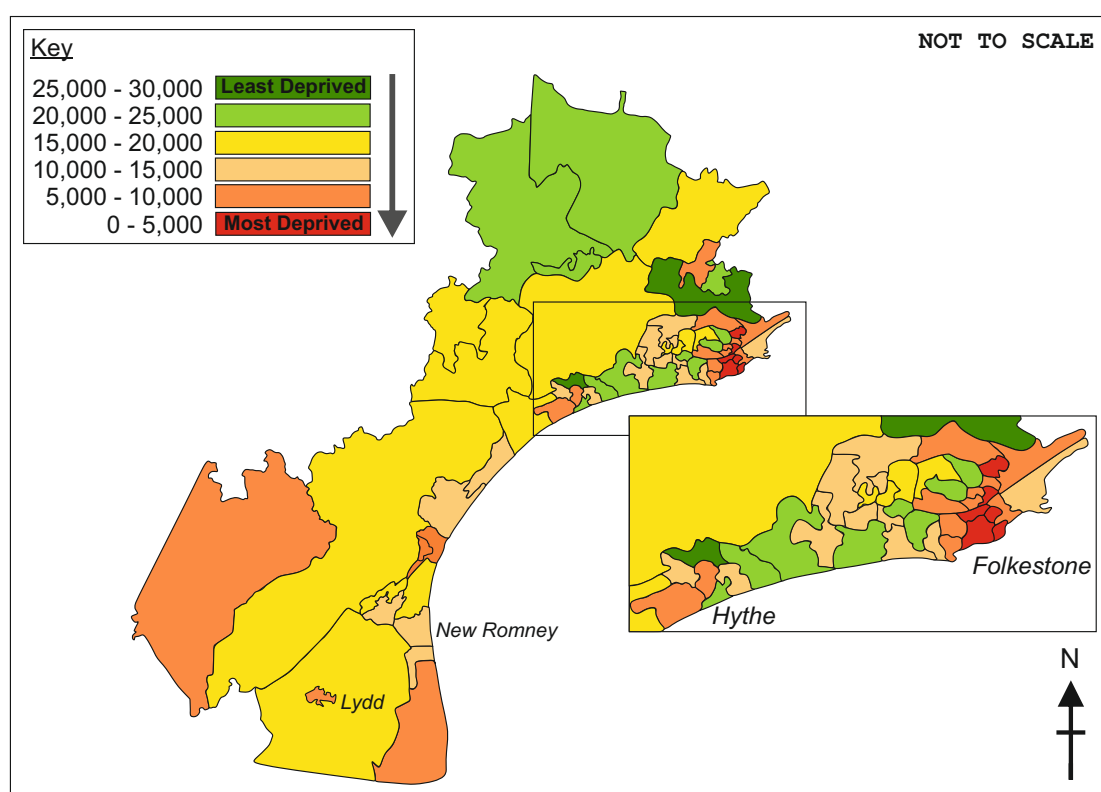 NOT TO SCALE
Key
25,000 - 30,000 Least Deprived
20,000 - 25,000
15,000 - 20,000
10,000 - 15,000
5,000 - 10,000
0 - 5,000 Most Deprived
Folkestone
Hythe
New Romney
Lydd
N